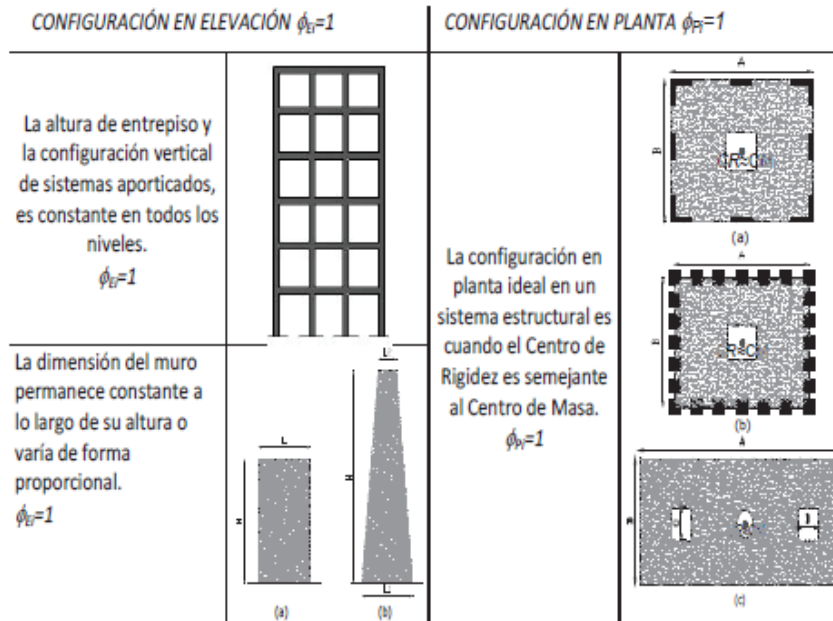 CONFIGURACIÓN EN ELEVACIÓN ϕEi=1
CONFIGURACIÓN EN PLANTA ϕPi=1
La altura de entrepiso y
la configuración vertical
de sistemas aporticados,
es constante en todos los
niveles.
ϕEi=1
La dimensión del muro
permanece constante a
lo largo de su altura o
varía de forma
proporcional.
ϕEi=1
L
H
(a)
L'
H
L
(b)
La configuración en
planta ideal en un
sistema estructural es
cuando el Centro de
Rigidez es semejante
al Centro de Masa.
ϕPi=1
A
B
(a)
A
B
(b)
A
B
(c)